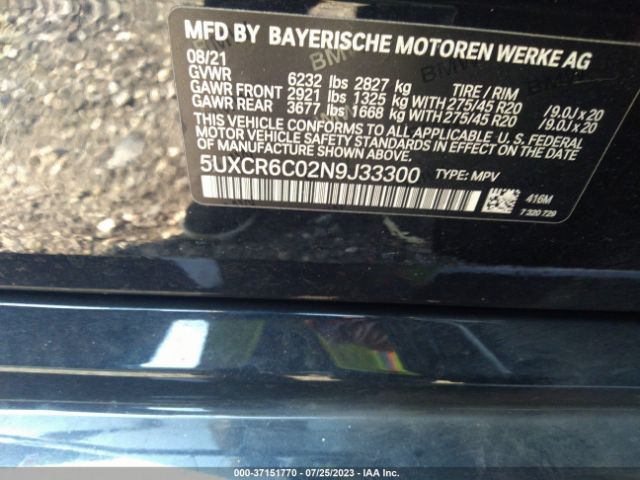 MFD BY BAYERISCHE MOTOREN WERKE AG
08/21
GVWR 6232 lbs 2827 kg TIRE / RIM
GAWR FRONT 2921 lbs 1325 kg WITH 275/45 R20 /9.0J x 20
GAWR REAR 3677 lbs 1668 kg WITH 275/45 R20 /9.0J x 20
THIS VEHICLE CONFORMS TO ALL APPLICABLE U.S. FEDERAL
MOTOR VEHICLE SAFETY STANDARDS IN EFFECT ON THE DATE
OF MANUFACTURE SHOWN ABOVE.
5UXCR6C02N9J33300 TYPE: MPV
416M
7 320 729
000-37151770 - 07/25/2023 - IAA Inc.